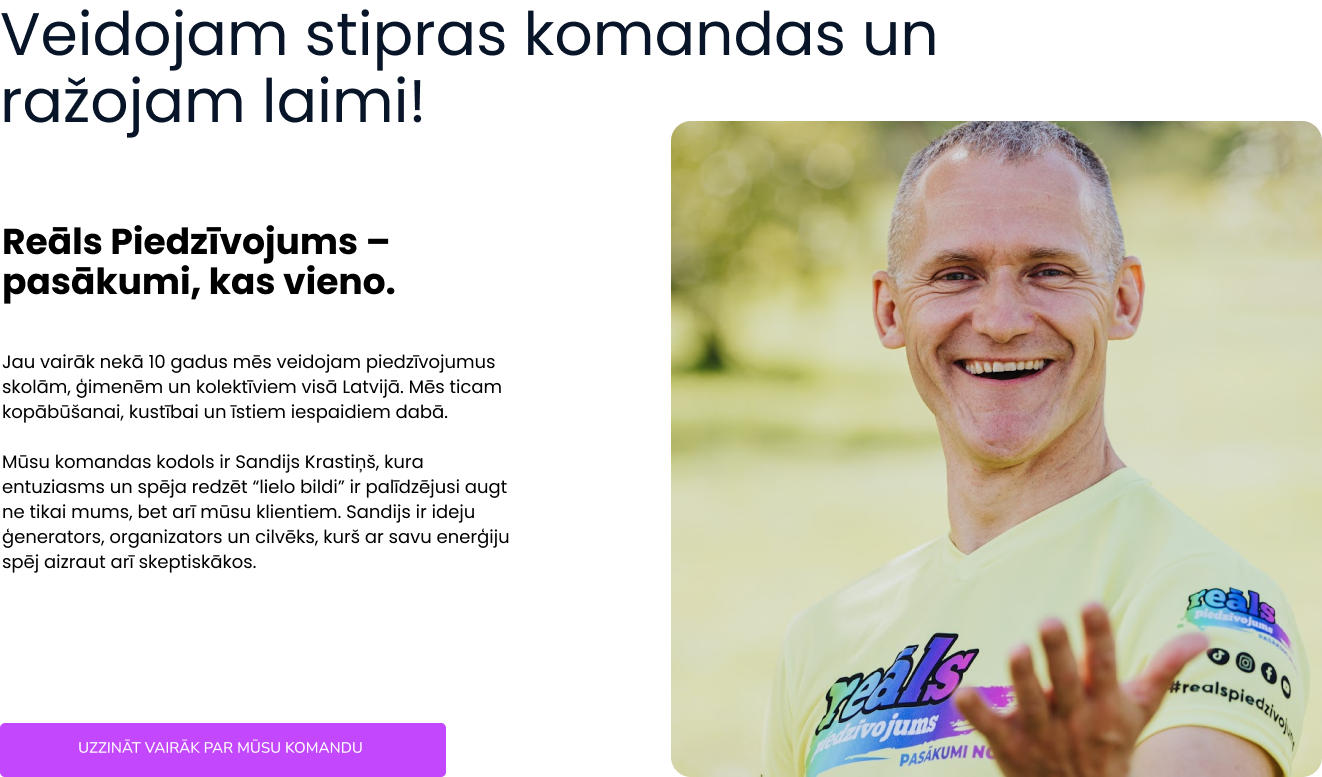 Veidojam stipras komandas un
ražojam laimi!
Reāls Piedzīvojums –
pasākumi, kas vieno.
Jau vairāk nekā 10 gadus mēs veidojam piedzīvojumus
skolām, ģimenēm un kolektīviem visā Latvijā. Mēs ticam
kopābūšanai, kustībai un īstiem iespaidiem dabā.
Mūsu komandas kodols ir Sandijs Krastiņš, kura
entuziasms un spēja redzēt “lielo bildi” ir palīdzējusi augt
ne tikai mums, bet arī mūsu klientiem. Sandijs ir ideju
ģenerators, organizators un cilvēks, kurš ar savu enerģiju
spēj aizraut arī skeptiskākos.
UZZINĀT VAIRĀK PAR MŪSU KOMANDU
reāls
piedzīvojums
PASĀKUMI
reāls
piedzīvojums
#realspiedzivojums